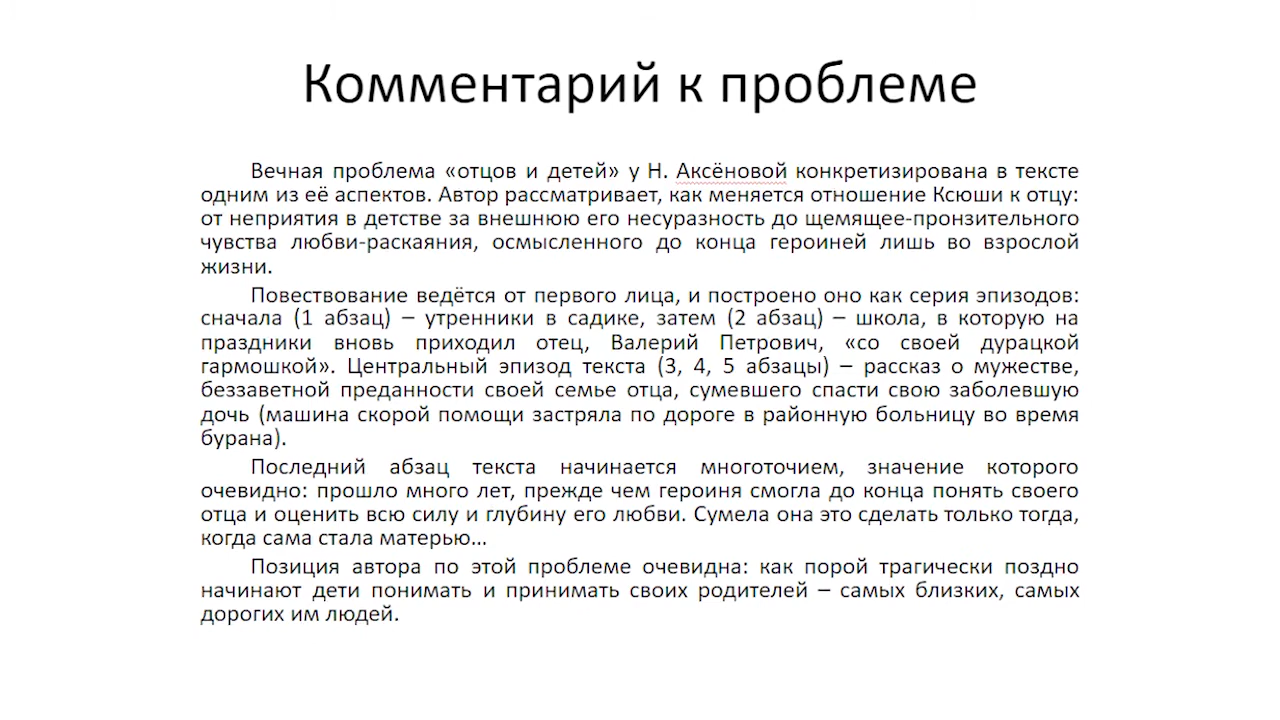 Комментарий к проблеме
Вечная проблема «отцов и детей» у Н. Аксёновой конкретизирована в тексте
одним из её аспектов. Автор рассматривает, как меняется отношение Ксюши к отцу:
от неприятия в детстве за внешнюю его несуразность до щемящее-пронзительного
чувства любви-раскаяния, осмысленного до конца героиней лишь во взрослой
жизни.
Повествование ведётся от первого лица, и построено оно как серия эпизодов:
сначала (1 абзац) – утренники в садике, затем (2 абзац) – школа, в которую на
праздники вновь приходил отец, Валерий Петрович, «со своей дурацкой
гармошкой». Центральный эпизод текста (3, 4, 5 абзацы) – рассказ о мужестве,
беззаветной преданности своей семье отца, сумевшего спасти свою заболевшую
дочь (машина скорой помощи застряла по дороге в районную больницу во время
бурана).
Последний абзац текста начинается многоточием, значение которого
очевидно: прошло много лет, прежде чем героиня смогла до конца понять своего
отца и оценить всю силу и глубину его любви. Сумела она это сделать только тогда,
когда сама стала матерью…
Позиция автора по этой проблеме очевидна: как порой трагически поздно
начинают дети понимать и принимать своих родителей – самых близких, самых
дорогих им людей.